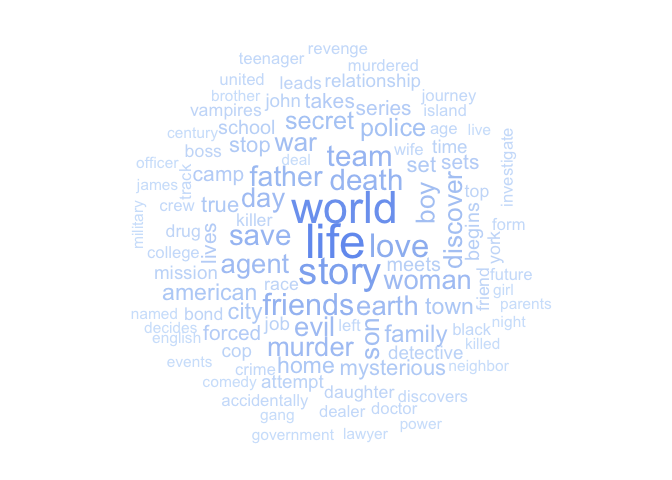 revenge
teenager
murdered
united leads relationship
brother john takes series journey
vampires island
century school secret police age live
boss stop war team wife time
officer deal set sets investigate
james track camp father death boy discover top
military crew true day world begins form
drug killer lives save life love york
college agent story meets woman friend future
mission race girl
american friends earth town parents
named bond city job evil left son family black night
decides
english forced murder killed
cop detective
events crime home mysterious neighbor
comedy attempt
accidentally daughter discovers
gang dealer doctor
power
government lawyer